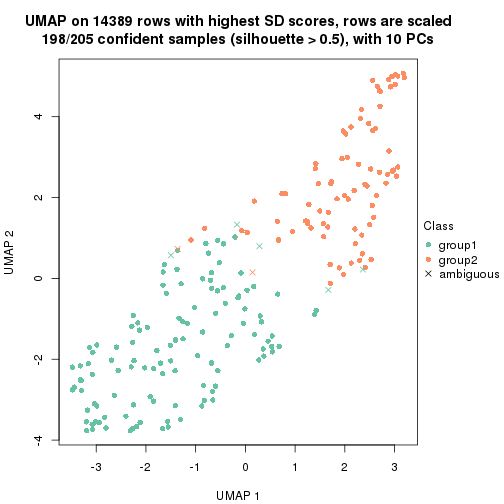 UMAP on 14389 rows with highest SD scores, rows are scaled
198/205 confident samples (silhouette > 0.5), with 10 PCs
4
2
0
-2
-4
UMAP 2
-3
-2
-1
0
1
2
3
UMAP 1
Class
group1
group2
ambiguous